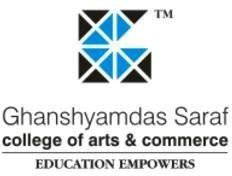 TM
Ghanshyamdas Saraf
college of arts & commerce
EDUCATION EMPOWERS